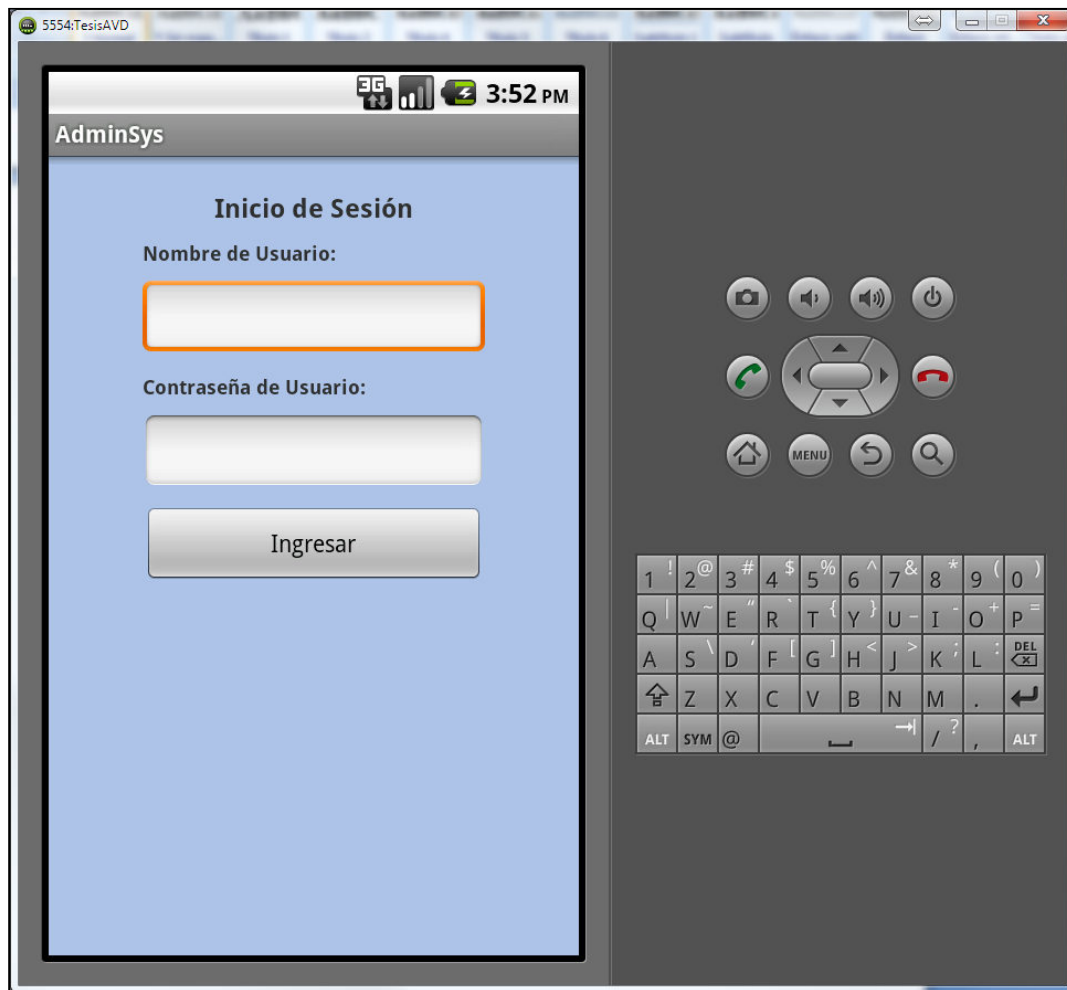 5554:TesisAVD
3G 3:52 PM
AdminSys
Inicio de Sesión
Nombre de Usuario:
Contraseña de Usuario:
Ingresar
MENU
1 ! 2 @ 3 # 4 $ 5 % 6 ^ 7 & 8 * 9 ( 0 )
Q | W ~ E " R ` T { Y } U _ I - O + P =
A S \ D ' F [ G ] H < J > K ; L : DEL
Z X C V B N M .
ALT SYM @ / ? , ALT